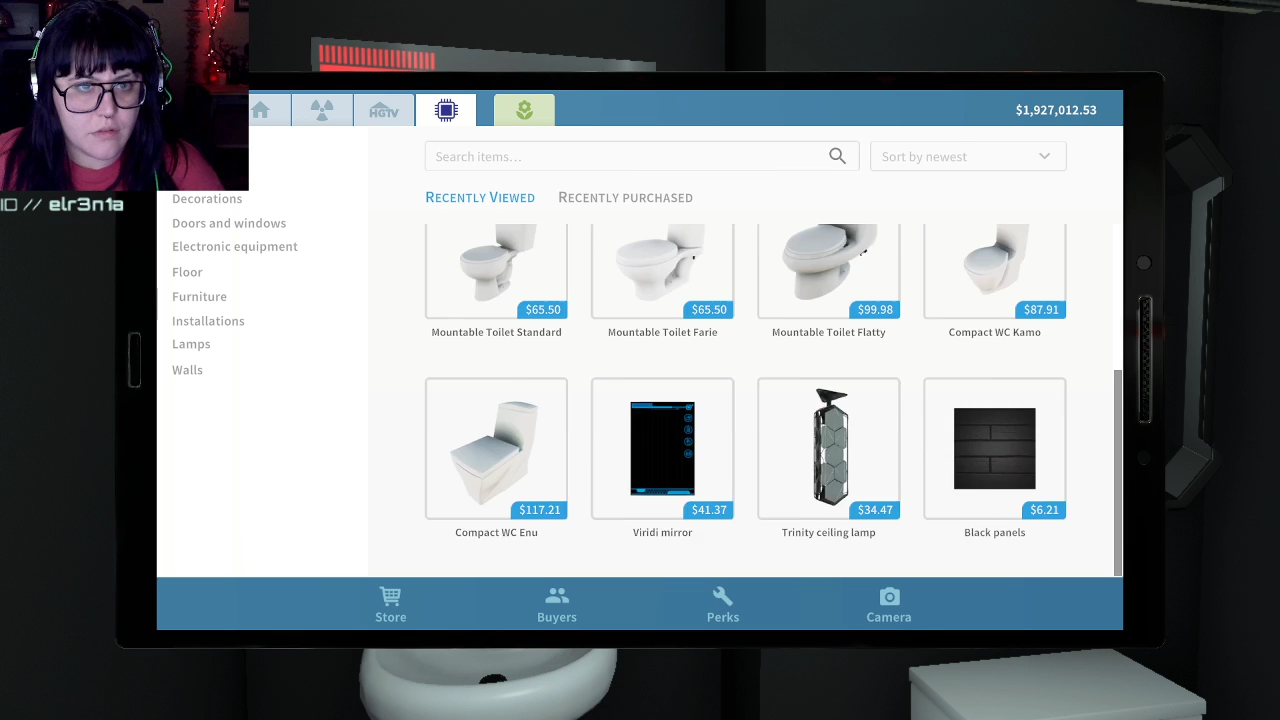 HGTV
$1,927,012.53
Search items...
Sort by newest
ID // elr3n1a
RECENTLY VIEWED
RECENTLY PURCHASED
Decorations
Doors and windows
Electronic equipment
Floor
Furniture
Installations
Lamps
Walls
$65.50
$65.50
$99.98
$87.91
Mountable Toilet Standard
Mountable Toilet Farie
Mountable Toilet Flatty
Compact WC Kamo
$117.21
$41.37
$34.47
$6.21
Compact WC Enu
Viridi mirror
Trinity ceiling lamp
Black panels
Store
Buyers
Perks
Camera